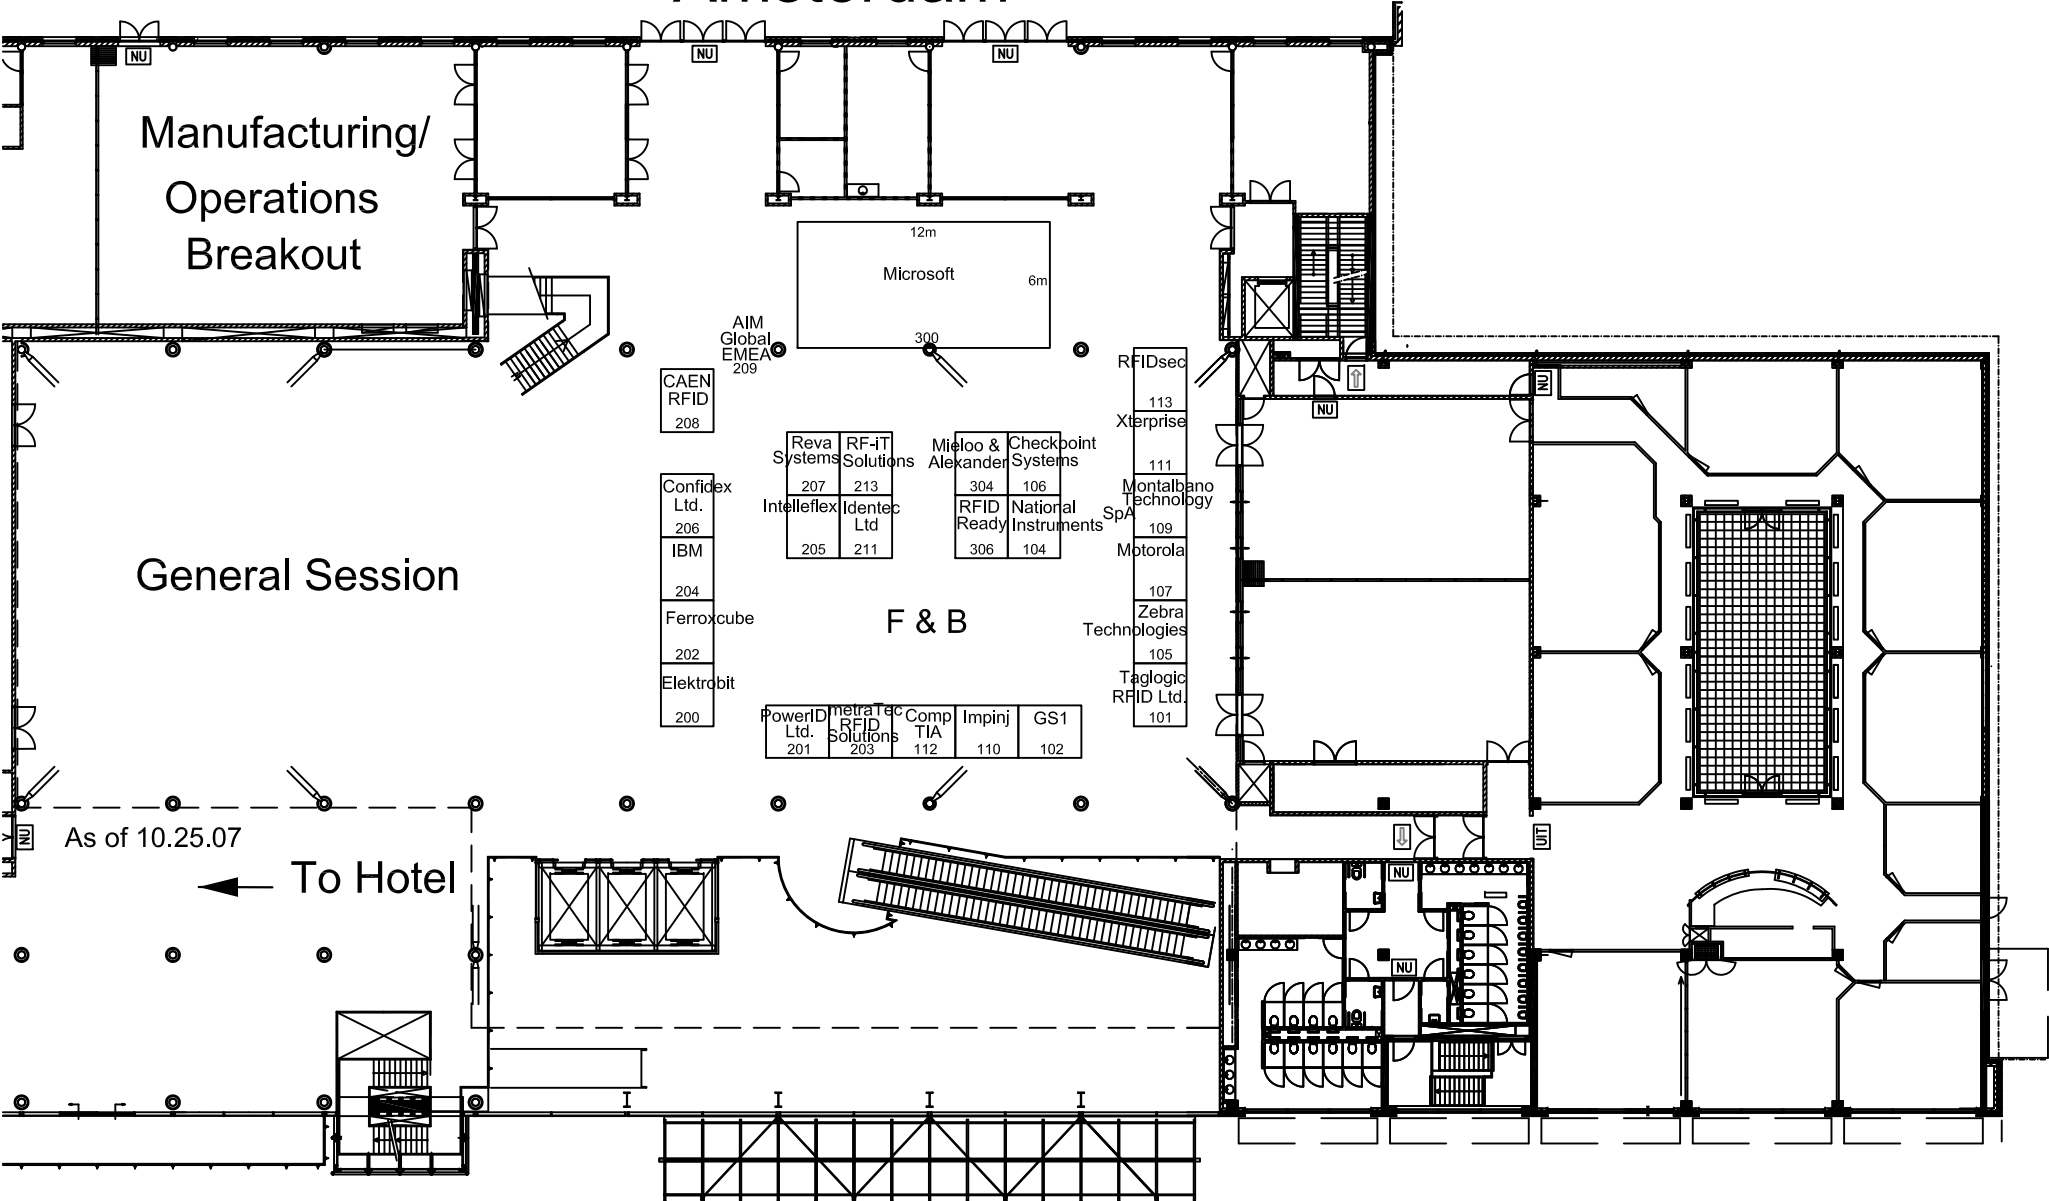 Amsterdam
NU
NU
NU
Manufacturing/
Operations
Breakout
12m
Microsoft
6m
300
AIM
Global
EMEA
209
CAEN
RFID
208
RFIDsec
113
NU
NU
Xterprise
111
Reva
Systems
207
RF-iT
Solutions
213
Mieloo &
Alexander
304
Checkpoint
Systems
106
Confidex
Ltd.
206
Intelleflex
205
Identec
Ltd
211
RFID
Ready
306
National
Instruments
104
Montalbano
Technology
SpA
109
IBM
204
General Session
Motorola
107
Ferroxcube
202
F & B
Zebra
Technologies
105
Elektrobit
200
Taglogic
RFID Ltd.
101
PowerID
Ltd.
201
metraTec
RFID
Solutions
203
Comp
TIA
112
Impinj
110
GS1
102
NU
As of 10.25.07
UIT
To Hotel
NU
NU